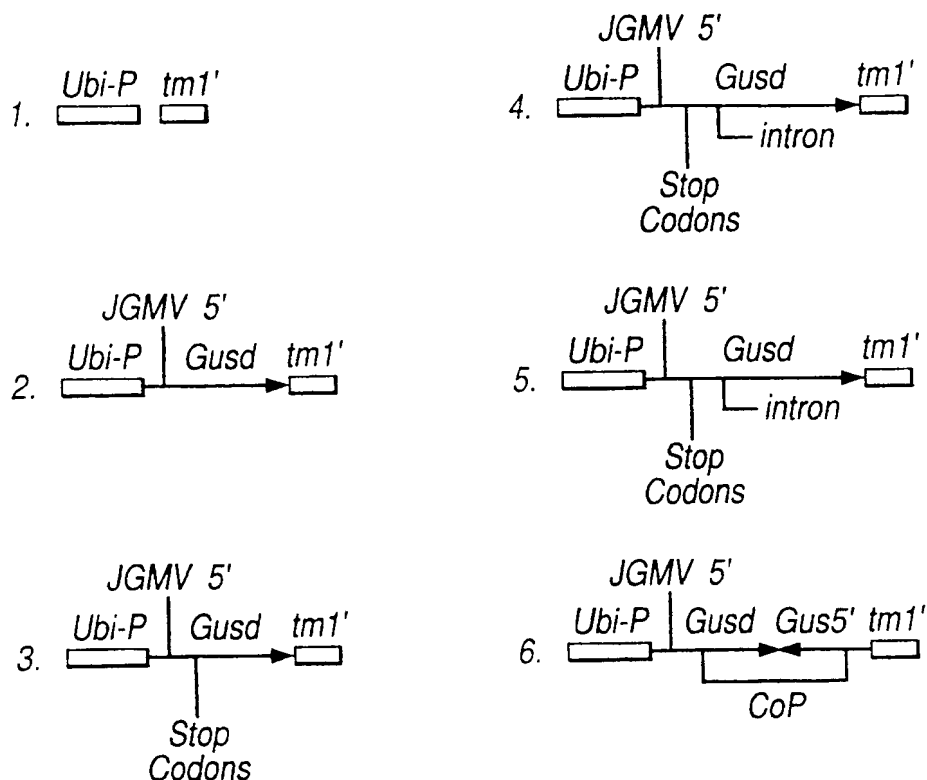 1.
Ubi-P tm1'
2.
JGMV 5'
Ubi-P Gusd tm1'
3.
JGMV 5'
Ubi-P Gusd tm1'
Stop
Codons
4.
JGMV 5'
Ubi-P Gusd tm1'
intron
Stop
Codons
5.
JGMV 5'
Ubi-P Gusd tm1'
intron
Stop
Codons
6.
JGMV 5'
Ubi-P Gusd Gus5' tm1'
CoP